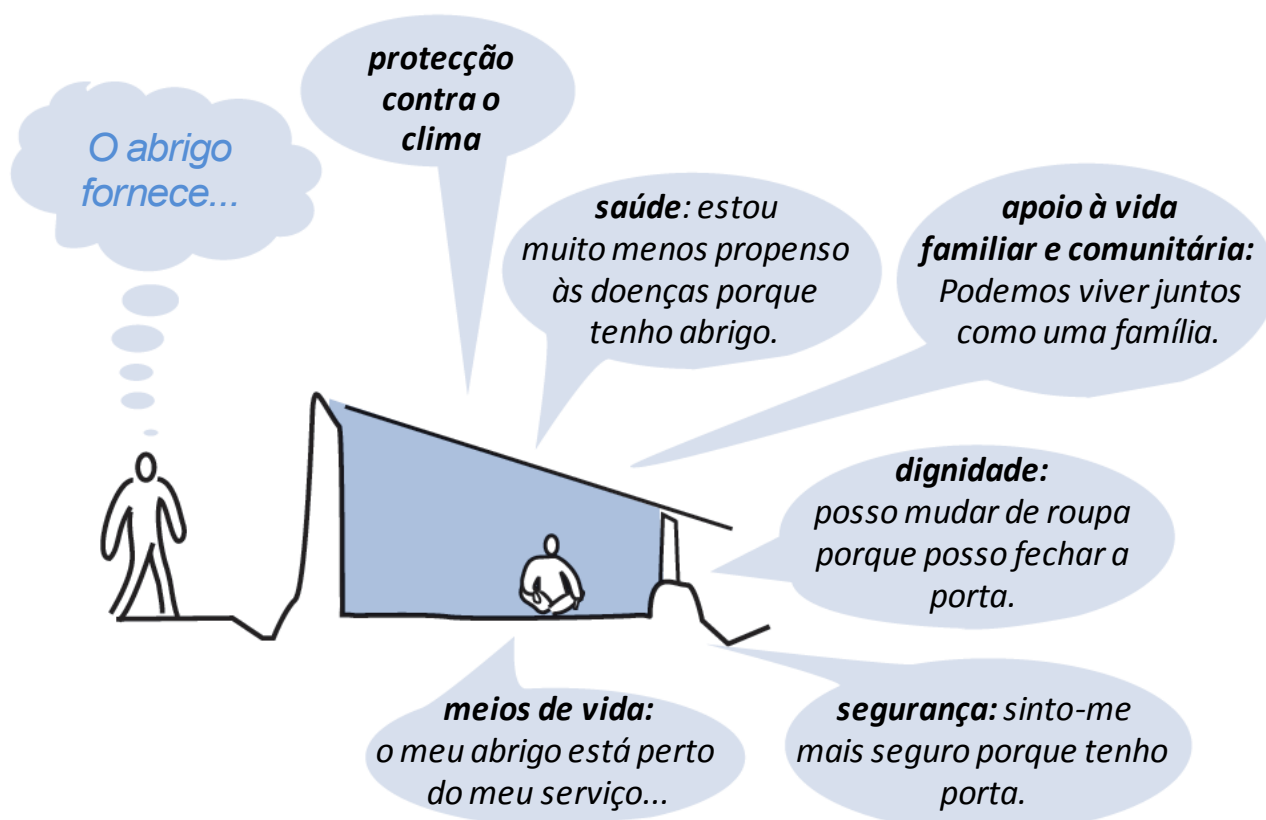 protecção
contra o
clima
O abrigo
fornece...
saúde: estou
muito menos propenso
às doenças porque
tenho abrigo.
apoio à vida
familiar e comunitária:
Podemos viver juntos
como uma família.
dignidade:
posso mudar de roupa
porque posso fechar a
porta.
meios de vida:
o meu abrigo está perto
do meu serviço...
segurança: sinto-me
mais seguro porque tenho
porta.